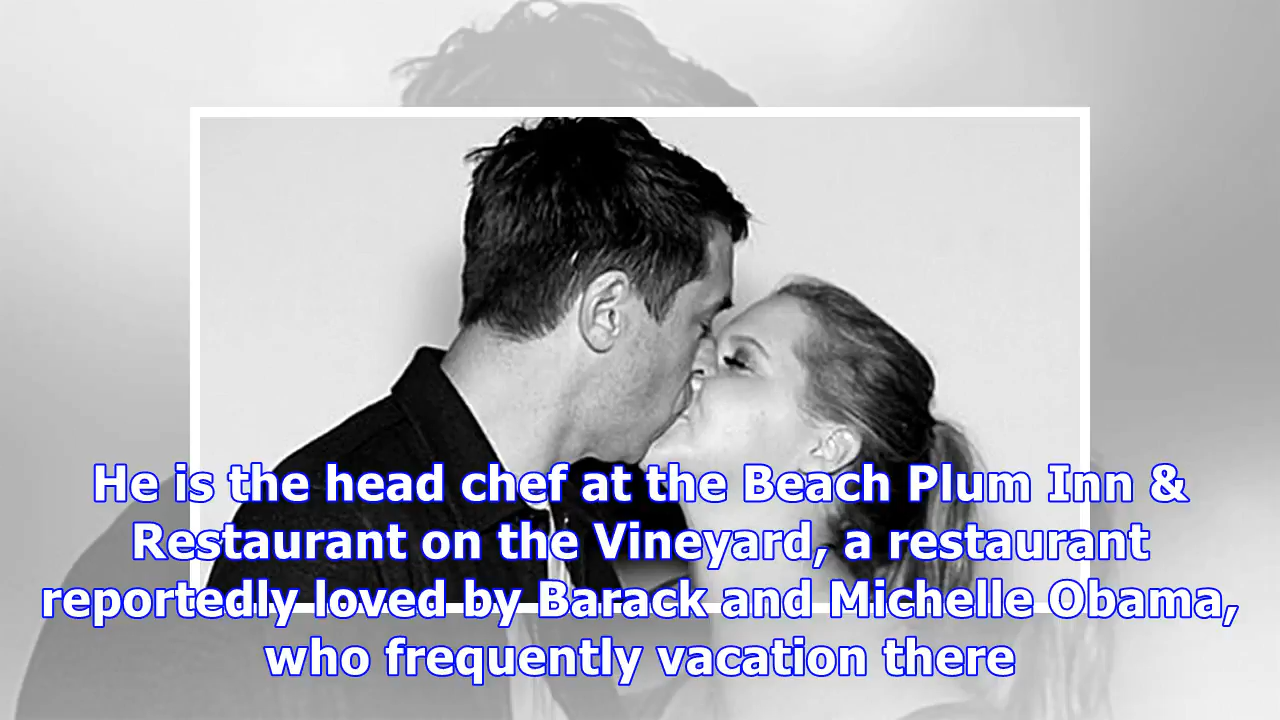 He is the head chef at the Beach Plum Inn &
Restaurant on the Vineyard, a restaurant
reportedly loved by Barack and Michelle Obama,
who frequently vacation there